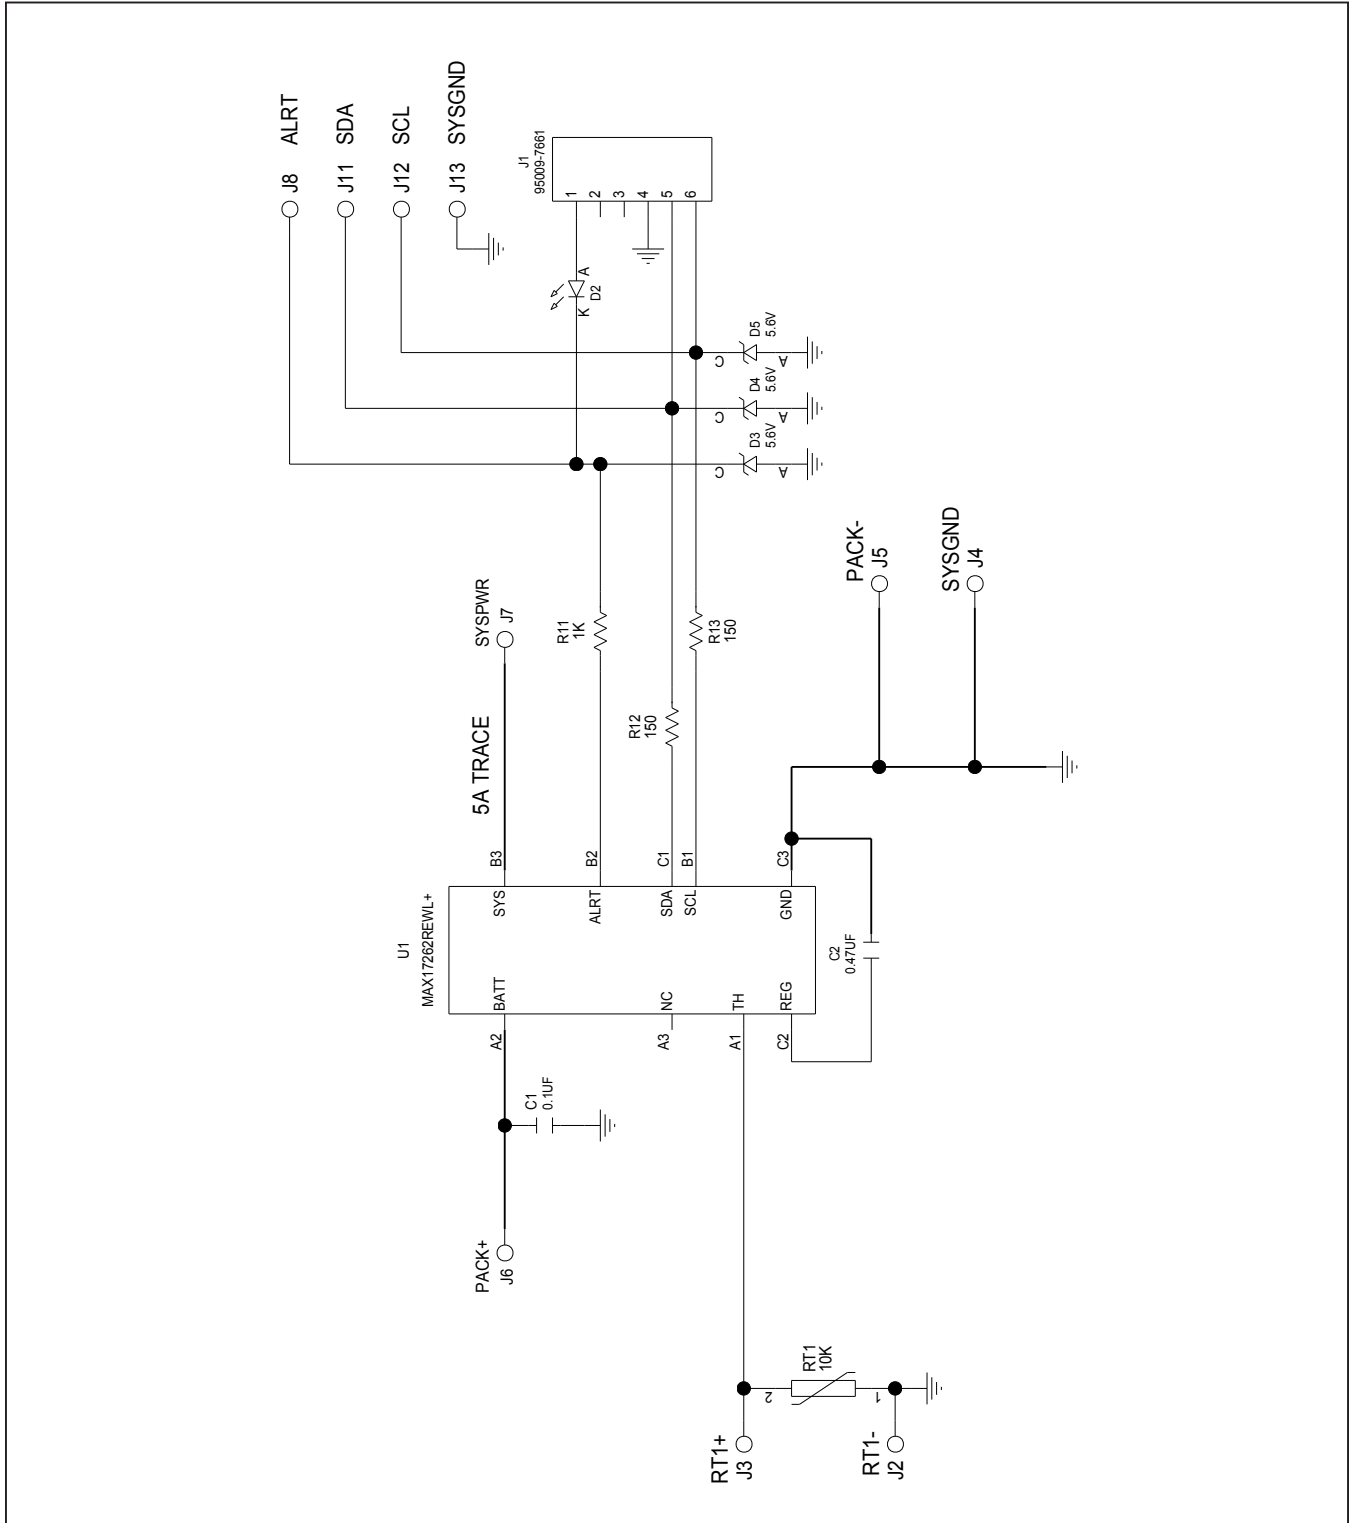 J8 ALRT
J11 SDA
J12 SCL
J13 SYSGND
J1
95009-7661
1
2
3
4
5
6
A
D2
K
C
D5
5.6V
A
C
D4
5.6V
A
C
D3
5.6V
A
SYSPWR
J7
5A TRACE
R11
1K
R12
150
R13
150
PACK-
J5
SYSGND
J4
U1
MAX17262REWL+
B3
SYS
B2
ALRT
C1
SDA
B1
SCL
C3
GND
BATT
A2
NC
A3
TH
A1
REG
C2
C2
0.47UF
C1
0.1UF
PACK+
J6
RT1
10K
2
1
RT1+
J3
RT1-
J2